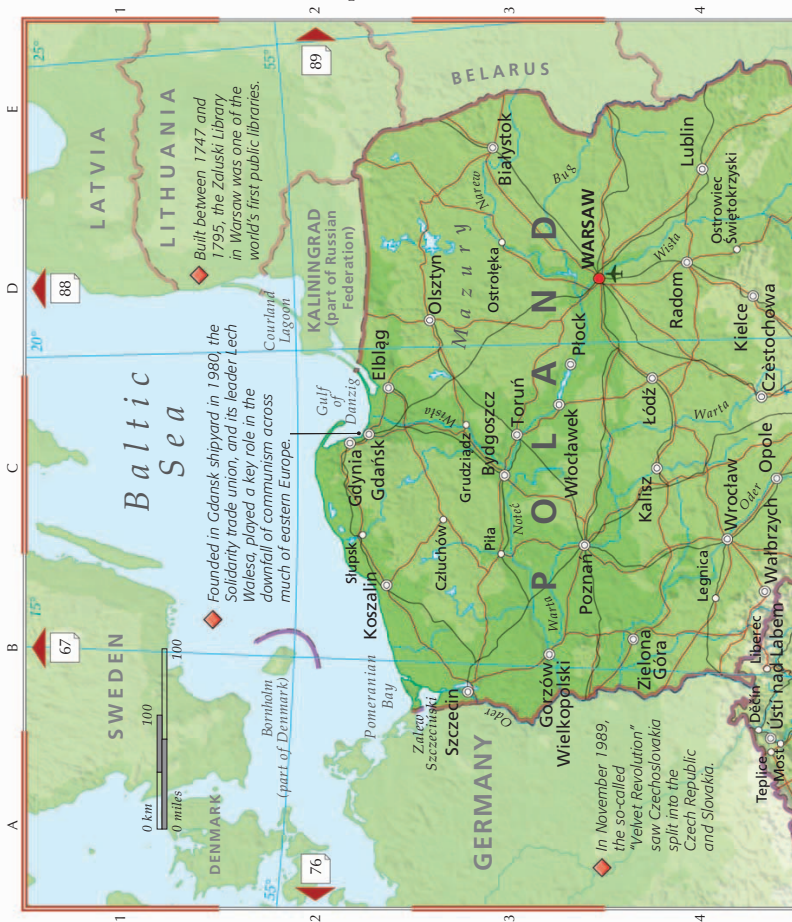 A
B
C
D
E
1
2
3
4
1
2
3
4
67
88
89
76
15°
20°
25°
55°
55°
SWEDEN
DENMARK
LATVIA
LITHUANIA
KALININGRAD
(part of Russian
Federation)
BELARUS
GERMANY
POLAND
Baltic
Sea
0 km
100
0 miles
100
Bornholm
(part of Denmark)
Pomeranian
Bay
Zalew
Szczeciński
Courland
Lagoon
Gulf
of
Danzig
Founded in Gdansk shipyard in 1980, the
Solidarity trade union, and its leader Lech
Walesa, played a key role in the
downfall of communism across
much of eastern Europe.
Built between 1747 and
1795, the Zaluski Library
in Warsaw was one of the
world's first public libraries.
In November 1989,
the so-called
"Velvet Revolution"
saw Czechoslovakia
split into the
Czech Republic
and Slovakia.
Słupsk
Koszalin
Gdynia
Gdańsk
Elbląg
Olsztyn
Mazury
Szczecin
Człuchów
Grudziądz
Wisła
Piła
Noteć
Bydgoszcz
Toruń
Ostrołęka
Narew
Białystok
Oder
Gorzów
Wielkopolski
Warta
Poznań
Włocławek
Płock
WARSAW
Bug
Zielona
Góra
Kalisz
Łódź
Warta
Radom
Wisła
Lublin
Legnica
Wrocław
Oder
Opole
Wałbrzych
Częstochowa
Kielce
Ostrowiec
Świętokrzyski
Liberec
Děčín
Ústí nad Labem
Teplice
Most